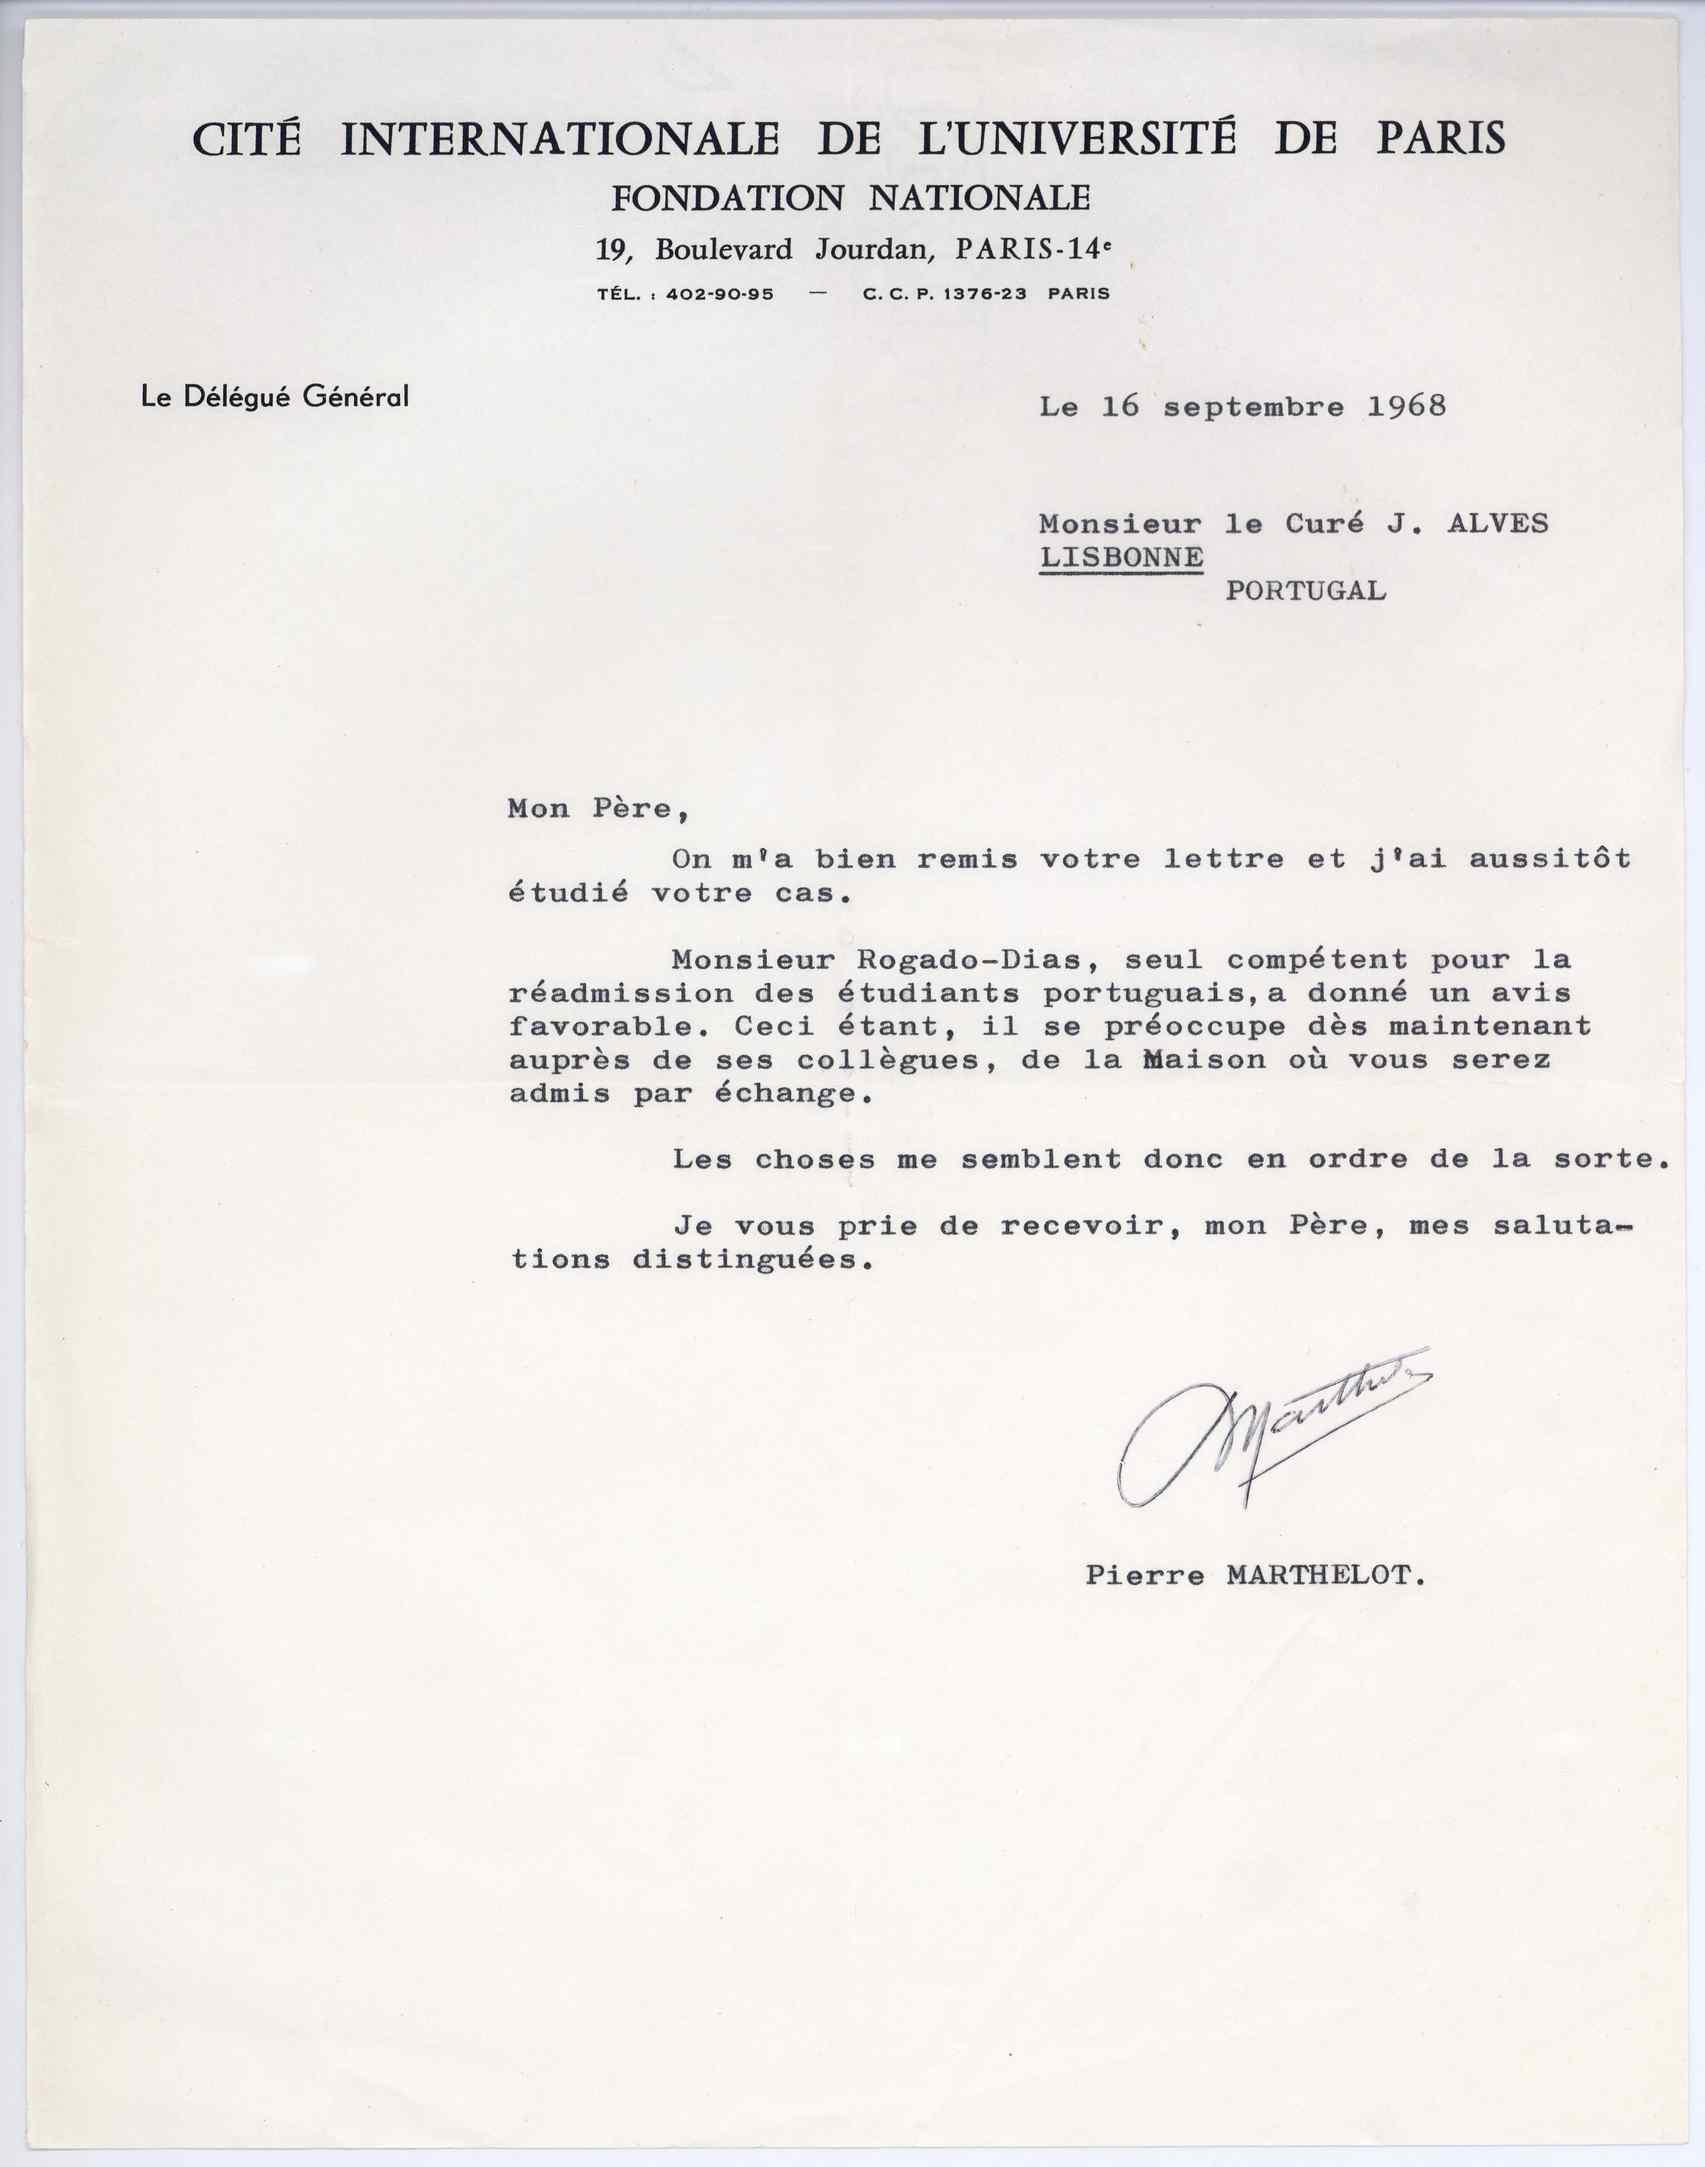 CITÉ INTERNATIONALE DE L'UNIVERSITÉ DE PARIS
FONDATION NATIONALE
19, Boulevard Jourdan, PARIS-14e
TÉL. : 402-90-95 — C. C. P. 1376-23 PARIS
Le Délégué Général
Le 16 septembre 1968
Monsieur le Curé J. ALVES
LISBONNE
PORTUGAL
Mon Père,
On m'a bien remis votre lettre et j'ai aussitôt
étudié votre cas.
Monsieur Rogado-Dias, seul compétent pour la
réadmission des étudiants portuguais, a donné un avis
favorable. Ceci étant, il se préoccupe dès maintenant
auprès de ses collègues, de la Maison où vous serez
admis par échange.
Les choses me semblent donc en ordre de la sorte.
Je vous prie de recevoir, mon Père, mes saluta-
tions distinguées.
Marthelot
Pierre MARTHELOT.